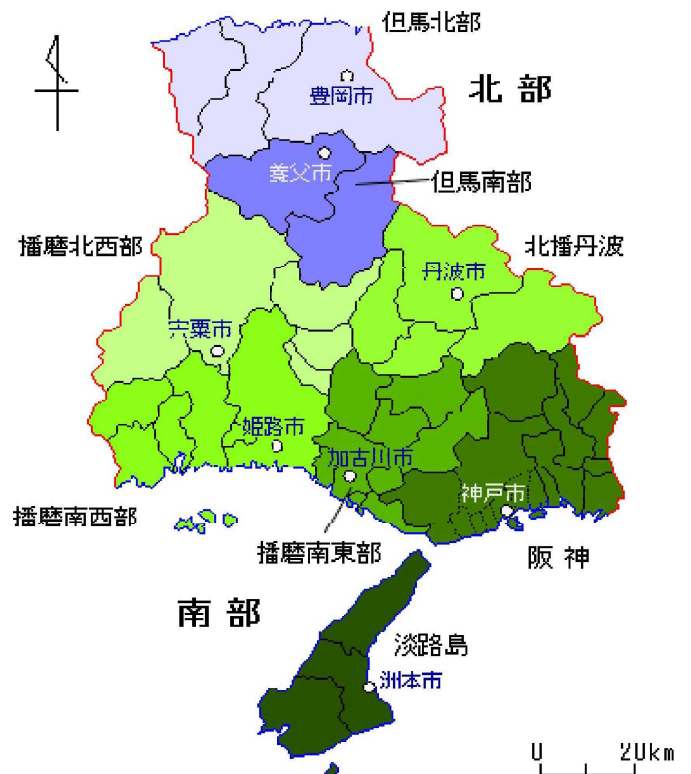 但馬北部
北部
豊岡市
養父市
但馬南部
播磨北西部
北播丹波
丹波市
宍粟市
姫路市
加古川市
神戸市
播磨南西部
播磨南東部
阪神
南部
淡路島
洲本市
0 20km